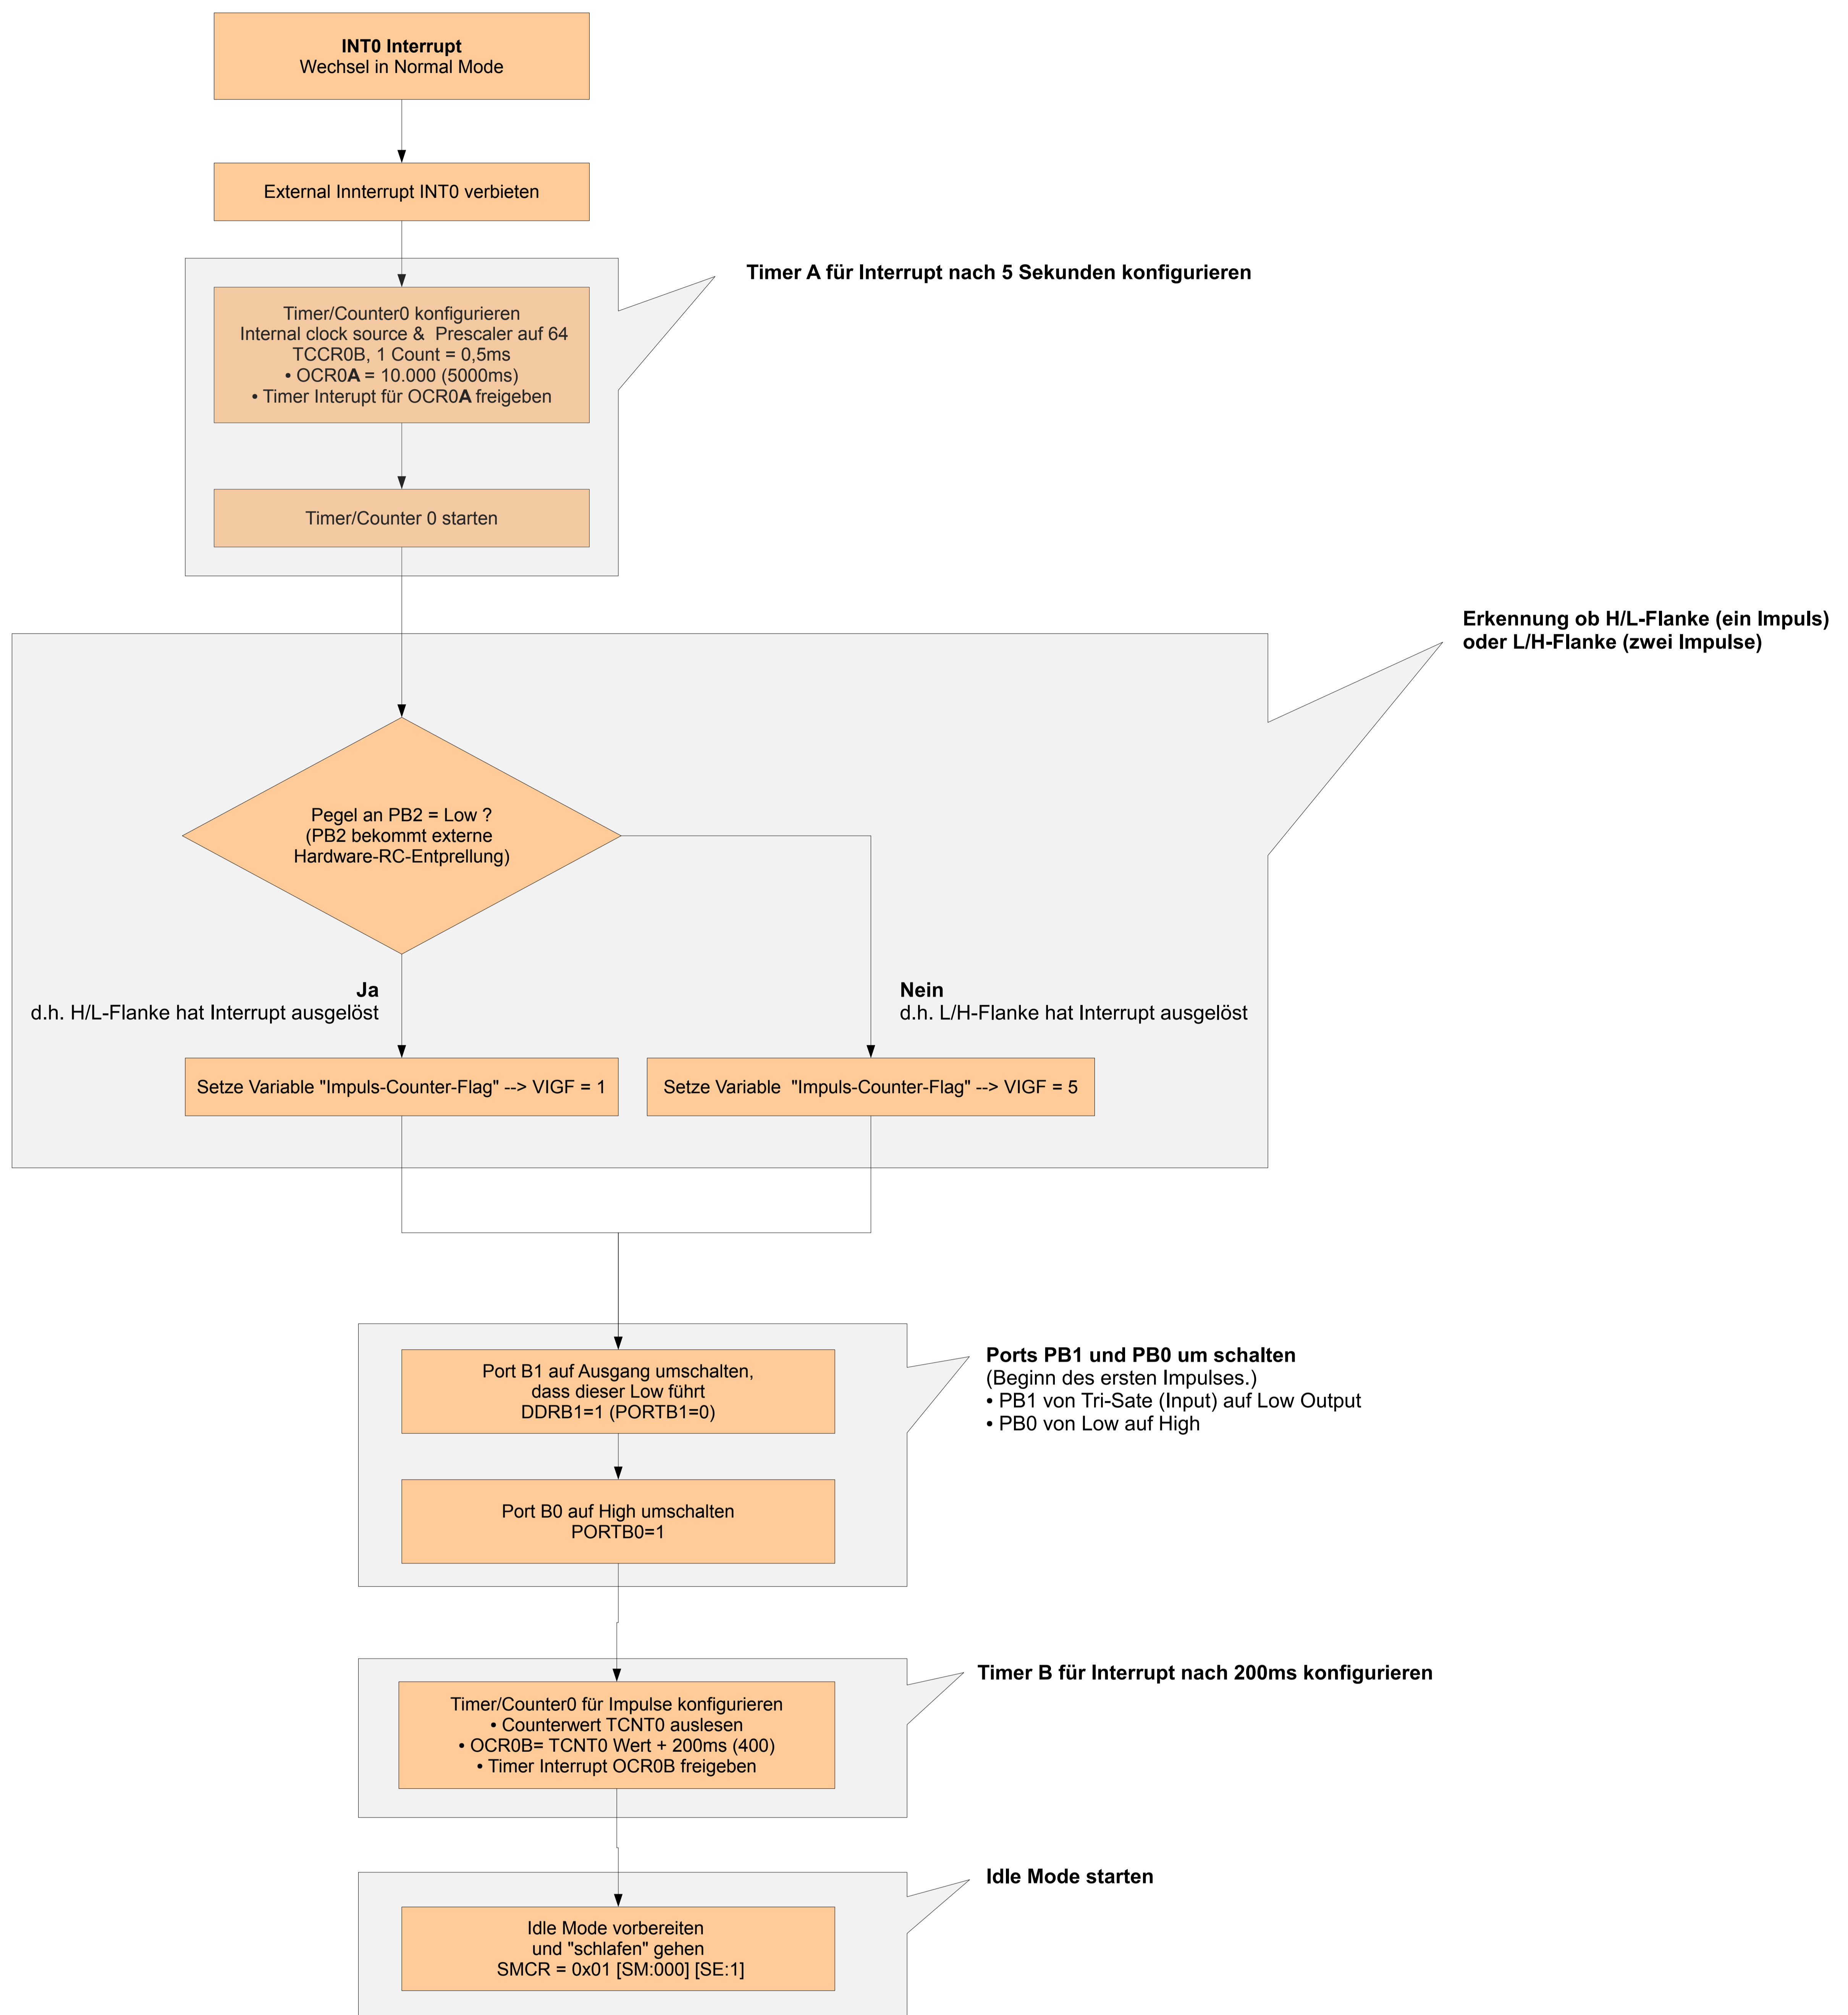 INT0 Interrupt
Wechsel in Normal Mode
External Innterrupt INT0 verbieten
Timer A für Interrupt nach 5 Sekunden konfigurieren
Timer/Counter0 konfigurieren
Internal clock source &  Prescaler auf 64
TCCR0B, 1 Count = 0,5ms
• OCR0A = 10.000 (5000ms)
• Timer Interupt für OCR0A freigeben
Timer/Counter 0 starten
Erkennung ob H/L-Flanke (ein Impuls)
oder L/H-Flanke (zwei Impulse)
Pegel an PB2 = Low ?
(PB2 bekommt externe
Hardware-RC-Entprellung)
Ja
d.h. H/L-Flanke hat Interrupt ausgelöst
Nein
d.h. L/H-Flanke hat Interrupt ausgelöst
Setze Variable "Impuls-Counter-Flag" --> VIGF = 1
Setze Variable  "Impuls-Counter-Flag" --> VIGF = 5
Port B1 auf Ausgang umschalten,
dass dieser Low führt
DDRB1=1 (PORTB1=0)
Ports PB1 und PB0 um schalten
(Beginn des ersten Impulses.)
• PB1 von Tri-Sate (Input) auf Low Output
• PB0 von Low auf High
Port B0 auf High umschalten
PORTB0=1
Timer B für Interrupt nach 200ms konfigurieren
Timer/Counter0 für Impulse konfigurieren
• Counterwert TCNT0 auslesen
• OCR0B= TCNT0 Wert + 200ms (400)
• Timer Interrupt OCR0B freigeben
Idle Mode starten
Idle Mode vorbereiten
und "schlafen" gehen
SMCR = 0x01 [SM:000] [SE:1]